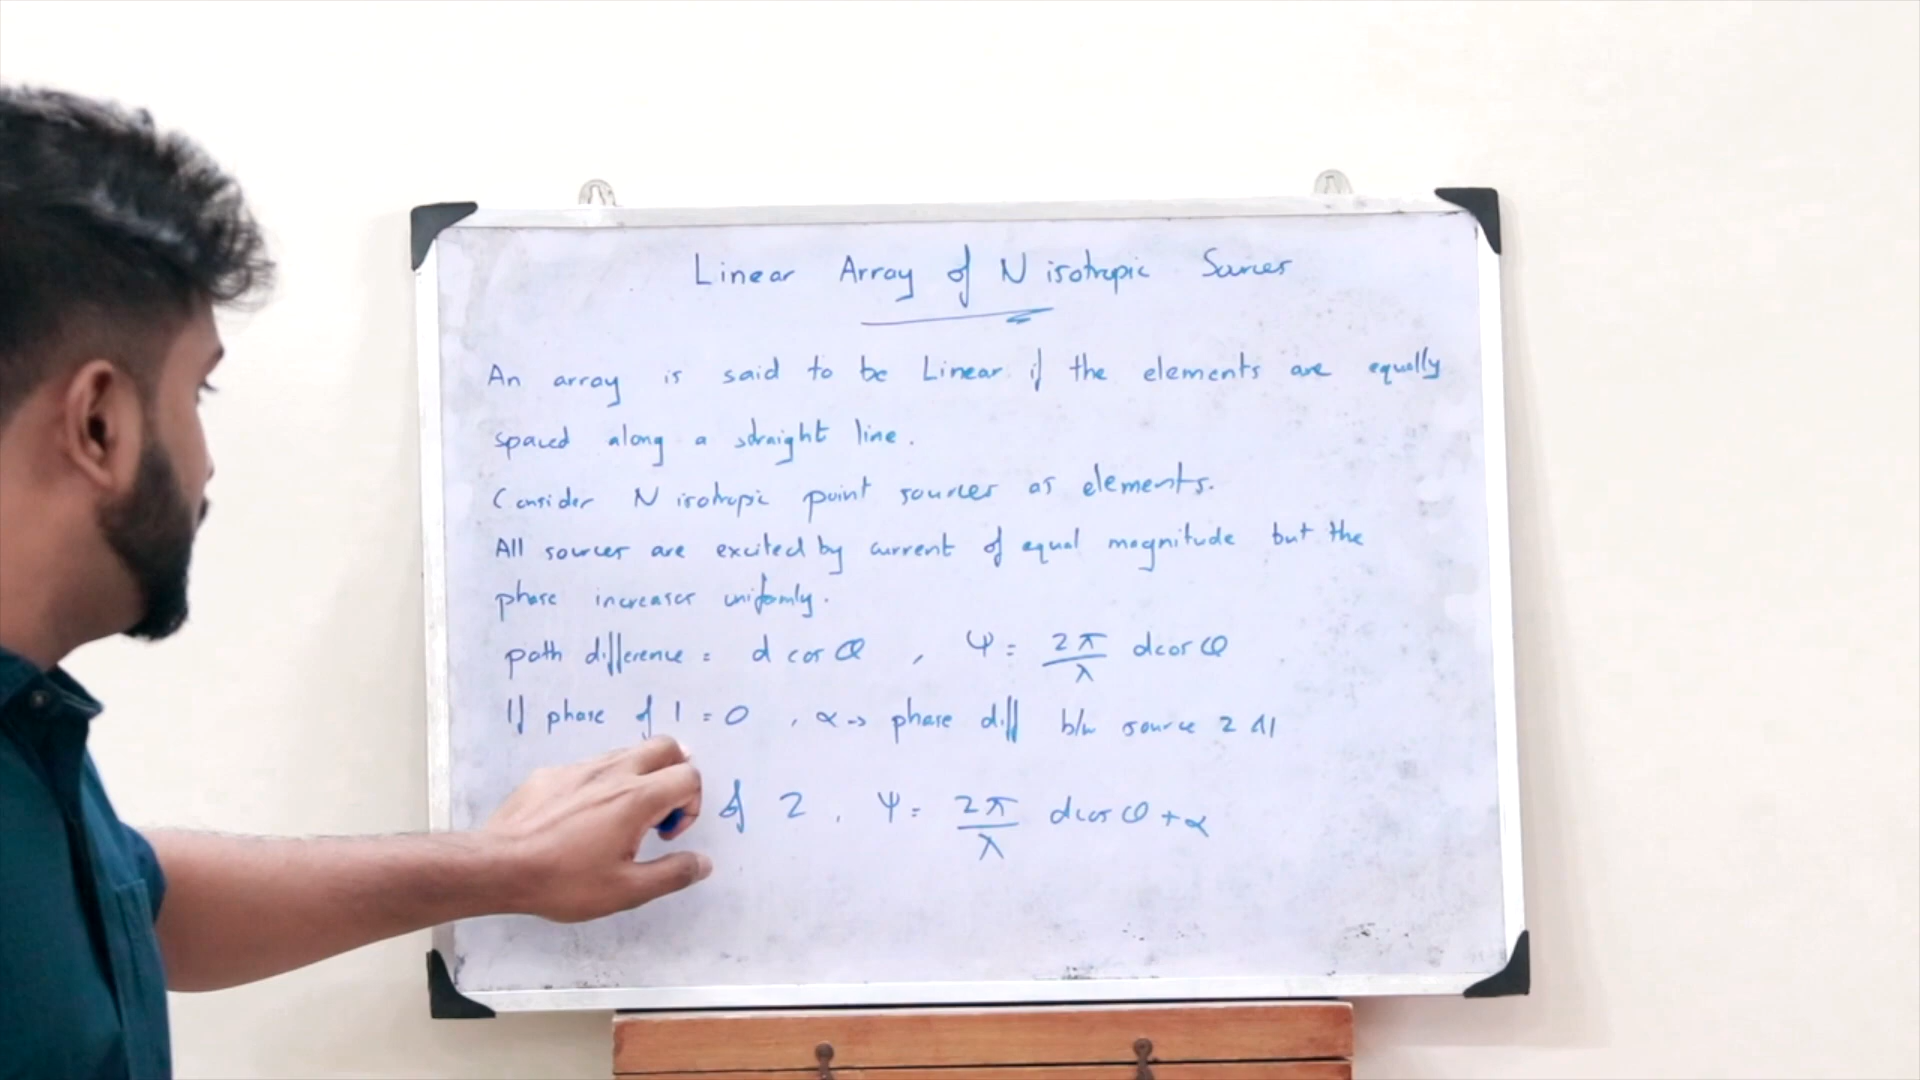 Linear Array of N isotropic Sources
An array is said to be Linear if the elements are equally
spaced along a straight line.
Consider N isotropic point sources as elements.
All sources are excited by current of equal magnitude but the
phase increases uniformly.
path difference = d cos φ , ψ = 2π/λ d cos φ
If phase of 1 = 0 , α → phase diff b/w source 2 &1
of 2 , ψ = 2π/λ d cos φ + α